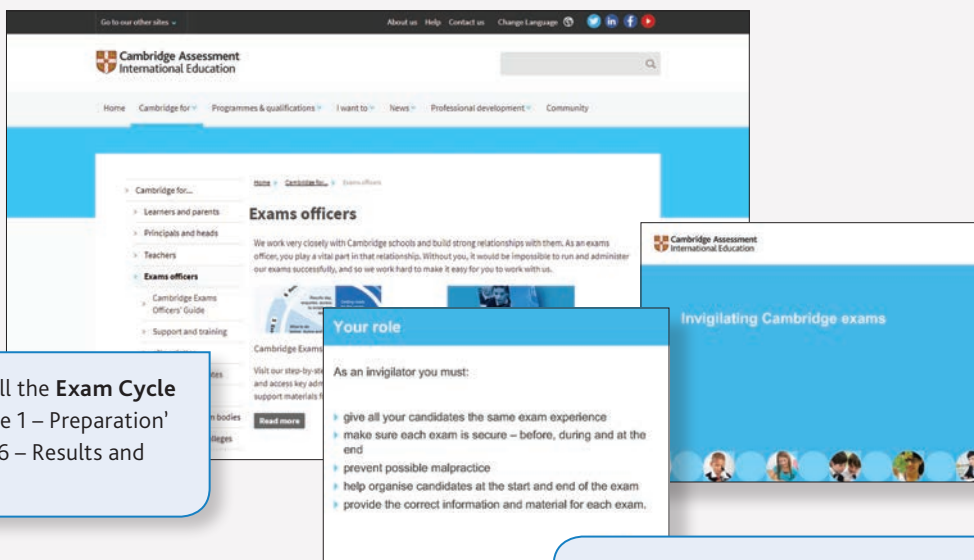 Go to our other sites
About us Help Contact us Change Language
Cambridge Assessment
International Education
Home Cambridge for Programmes & qualifications I want to News Professional development Community
Cambridge for...
Learners and parents
Principals and heads
Teachers
Exams officers
Cambridge Exams
Officers' Guide
Support and training
Home Cambridge for... Exams officers
Exams officers
We work very closely with Cambridge schools and build strong relationships with them. As an exams
officer, you play a vital part in that relationship. Without you, it would be impossible to run and administer
our exams successfully, and so we work hard to make it easy for you to work with us.
Cambridge Exams
Visit our step-by-ste
and access key adm
support materials f
Read more
n bodies
lleges
ll the Exam Cycle
e 1 – Preparation'
6 – Results and
Your role
As an invigilator you must:
give all your candidates the same exam experience
make sure each exam is secure – before, during and at the
end
prevent possible malpractice
help organise candidates at the start and end of the exam
provide the correct information and material for each exam.
Cambridge Assessment
International Education
Invigilating Cambridge exams